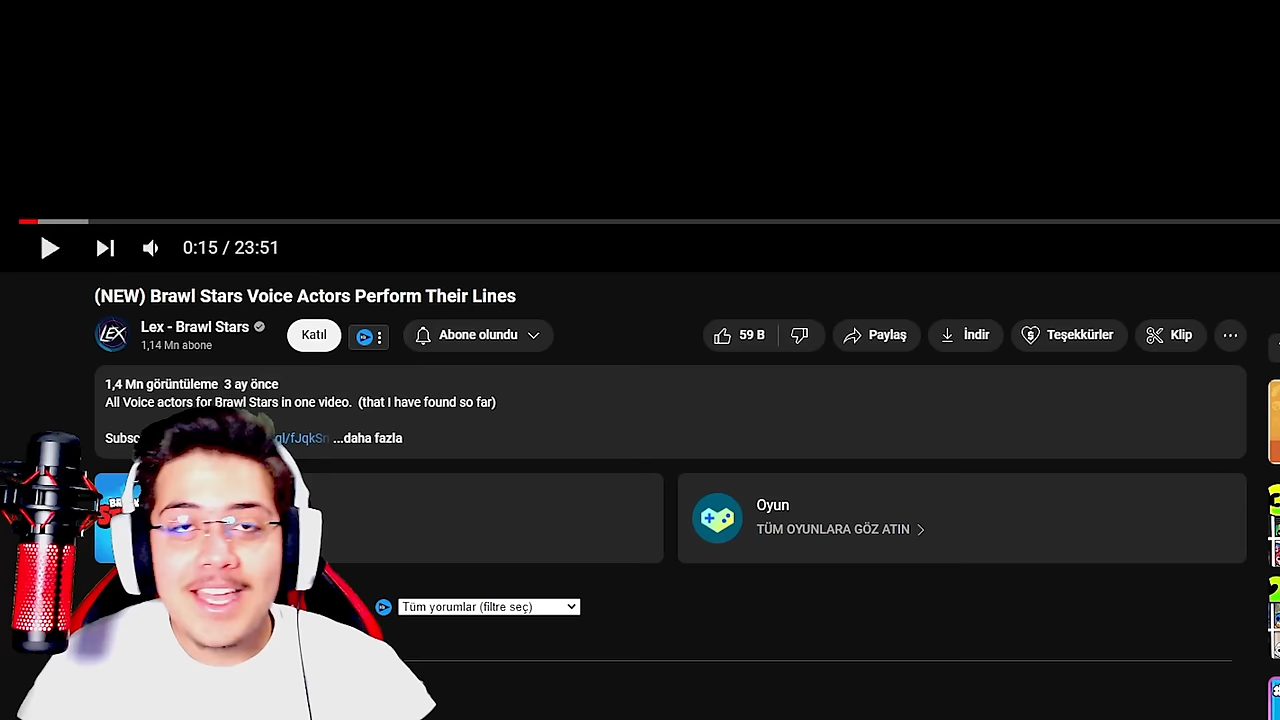 0:15 / 23:51
(NEW) Brawl Stars Voice Actors Perform Their Lines
LEX
Lex - Brawl Stars
1,14 Mn abone
Katıl
Abone olundu
59 B
Paylaş
İndir
Teşekkürler
Klip
1,4 Mn görüntüleme 3 ay önce
All Voice actors for Brawl Stars in one video. (that I have found so far)
...daha fazla
Oyun
TÜM OYUNLARA GÖZ ATIN
Tüm yorumlar (filtre seç)